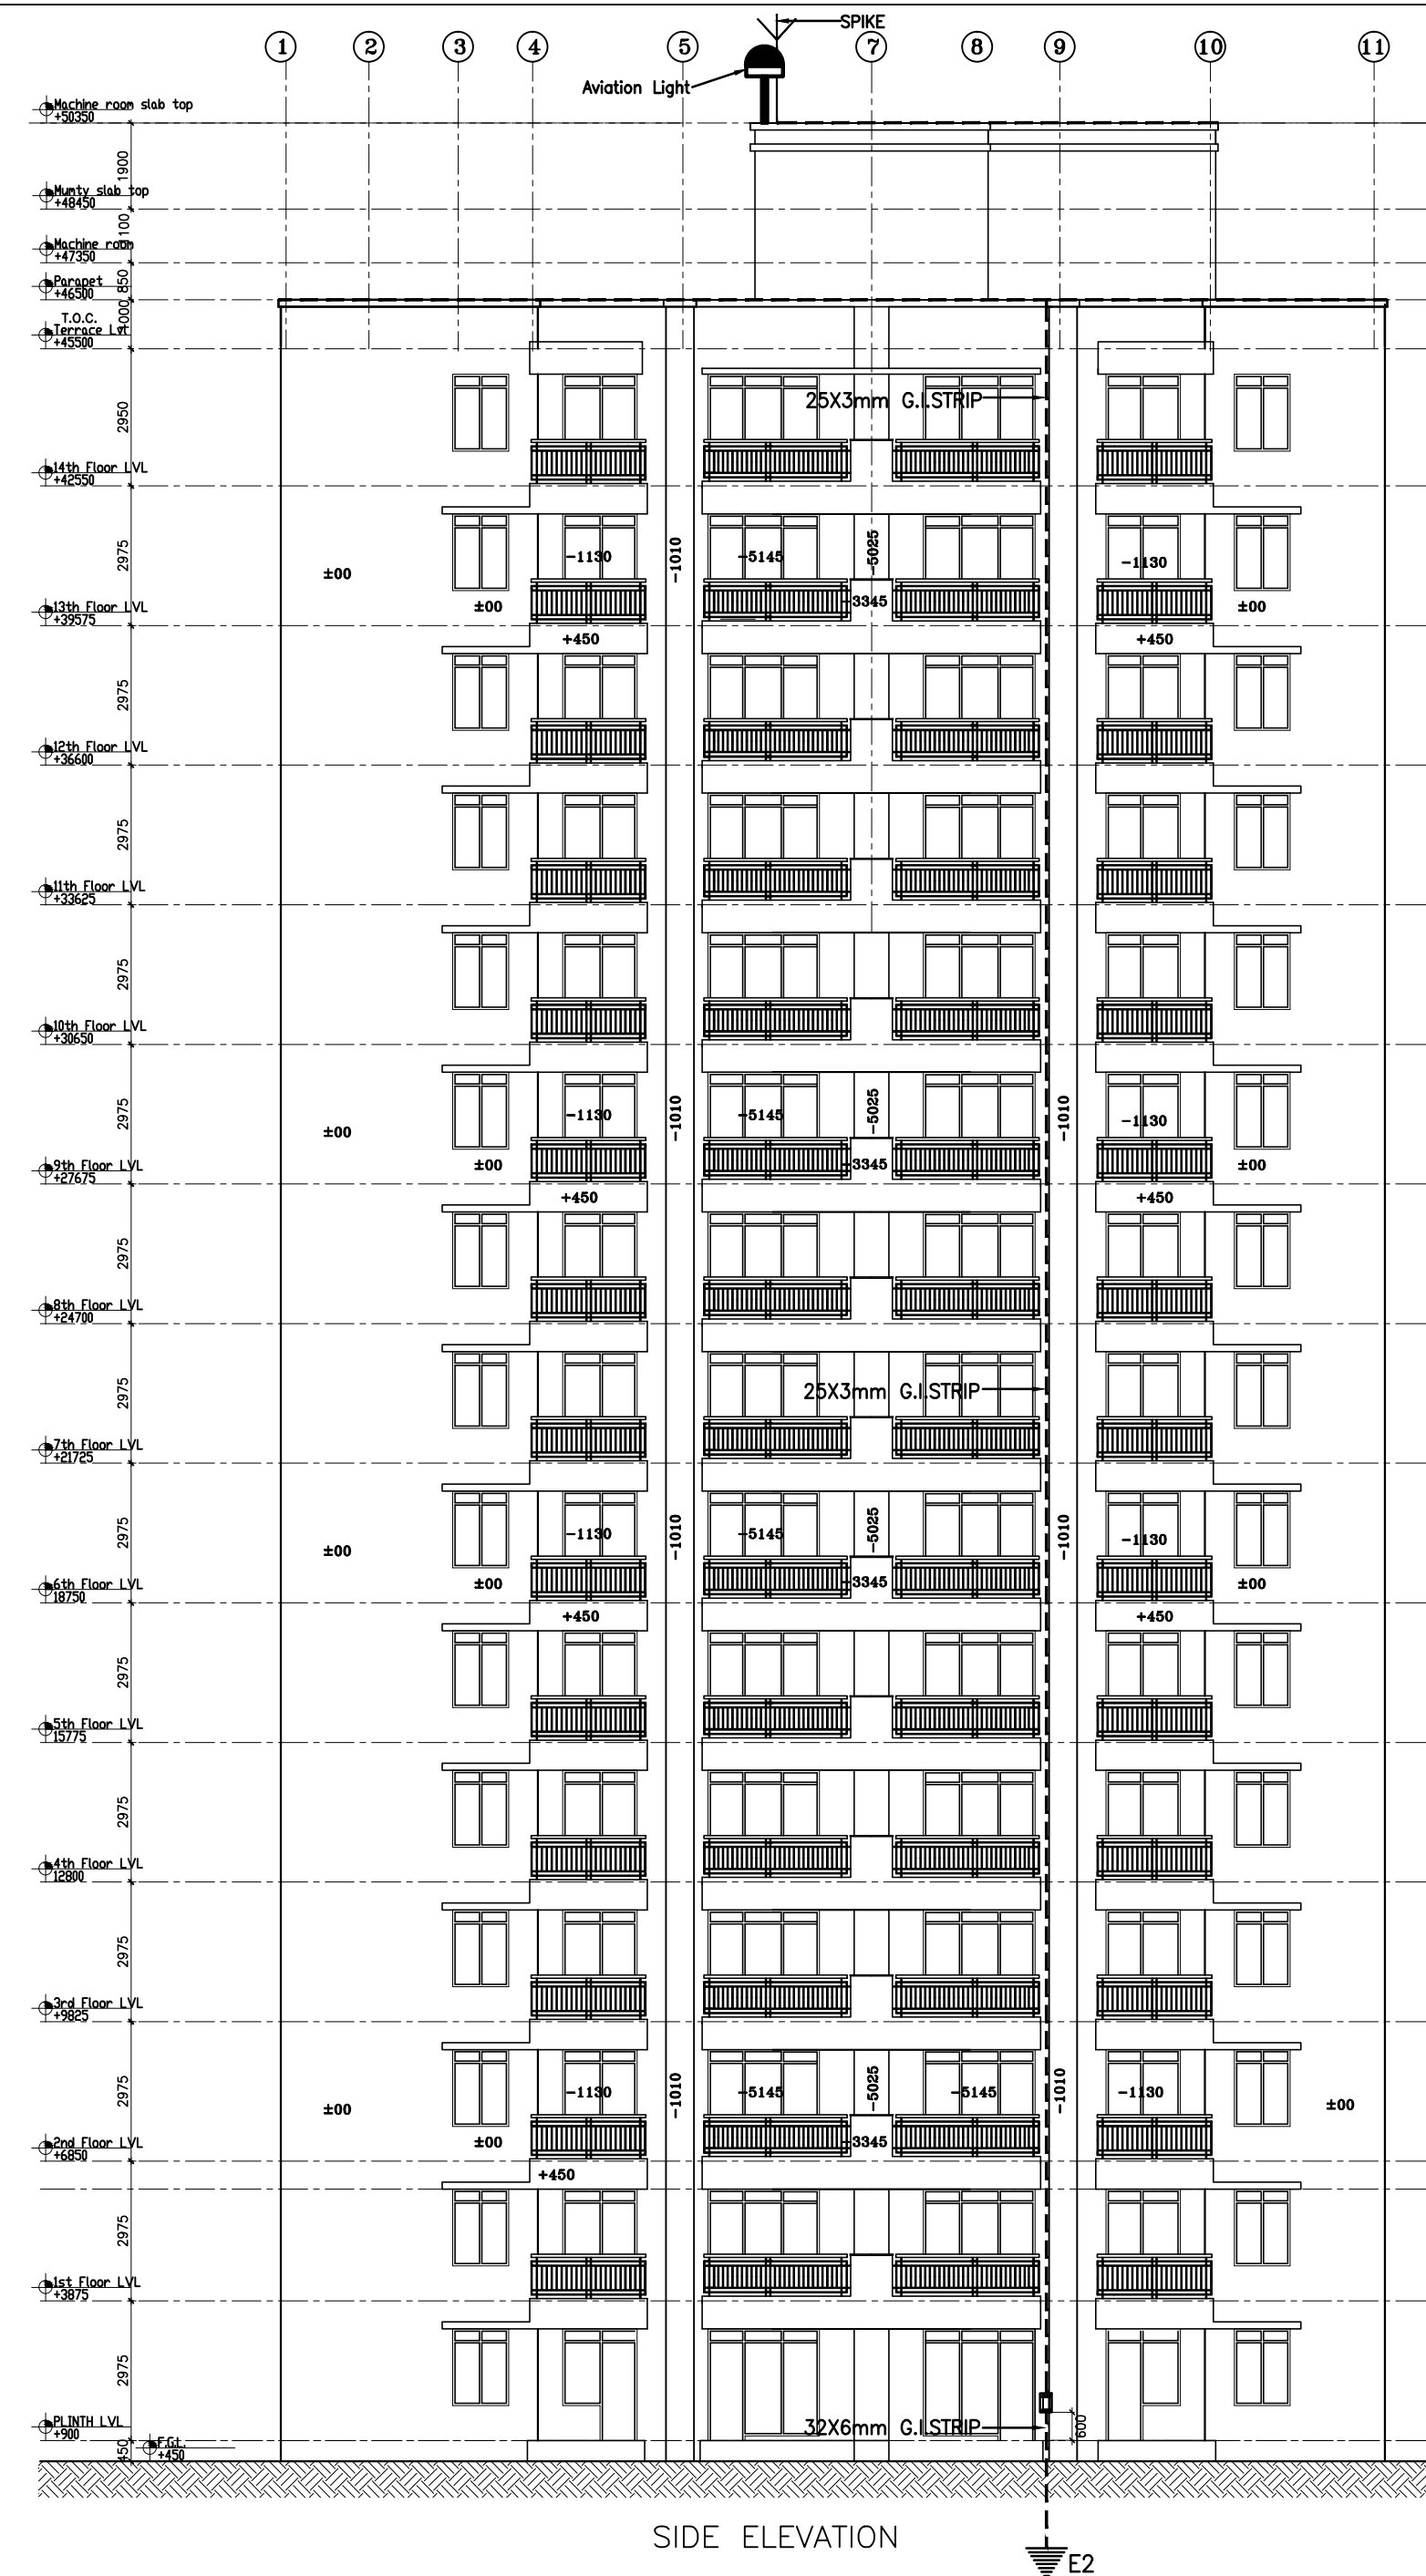 SPIKE
1 2 3 4 5 7 8 9 10 11
Aviation Light
Machine room slab top
+50350
1900
Mumty slab top
+48450
1100
Machine room
+47350
850
Parapet
+46500
1000
T.O.C.
Terrace Lvl
+45500
2950
25X3mm G.I.STRIP
14th Floor LVL
+42550
2975
-1130 -1010 -5145 -5025 -1130
±00
±00 -3345 ±00
13th Floor LVL
+39575
+450 +450
2975
12th Floor LVL
+36600
2975
11th Floor LVL
+33625
2975
10th Floor LVL
+30650
2975
-1130 -1010 -5145 -5025 -1010 -1130
±00
±00 -3345 ±00
9th Floor LVL
+27675
+450 +450
2975
8th Floor LVL
+24700
2975
25X3mm G.I.STRIP
7th Floor LVL
+21725
2975
-1130 -1010 -5145 -5025 -1010 -1130
±00
±00 -3345 ±00
6th Floor LVL
18750
+450 +450
2975
5th Floor LVL
15775
2975
4th Floor LVL
12800
2975
3rd Floor LVL
+9825
2975
-1130 -1010 -5145 -5025 -5145 -1010 -1130
±00 ±00
±00 -3345
2nd Floor LVL
+6850
+450
2975
1st Floor LVL
+3875
2975
PLINTH LVL
+900
32X6mm G.I.STRIP
600
450
F.G.L.
+450
SIDE ELEVATION
E2